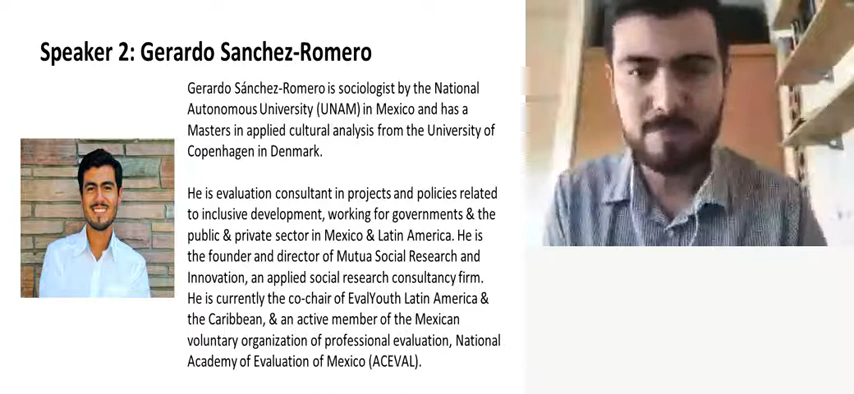 Speaker 2: Gerardo Sanchez-Romero
Gerardo Sánchez-Romero is sociologist by the National
Autonomous University (UNAM) in Mexico and has a
Masters in applied cultural analysis from the University of
Copenhagen in Denmark.
He is evaluation consultant in projects and policies related
to inclusive development, working for governments & the
public & private sector in Mexico & Latin America. He is
the founder and director of Mutua Social Research and
Innovation, an applied social research consultancy firm.
He is currently the co-chair of EvalYouth Latin America &
the Caribbean, & an active member of the Mexican
voluntary organization of professional evaluation, National
Academy of Evaluation of Mexico (ACEVAL).